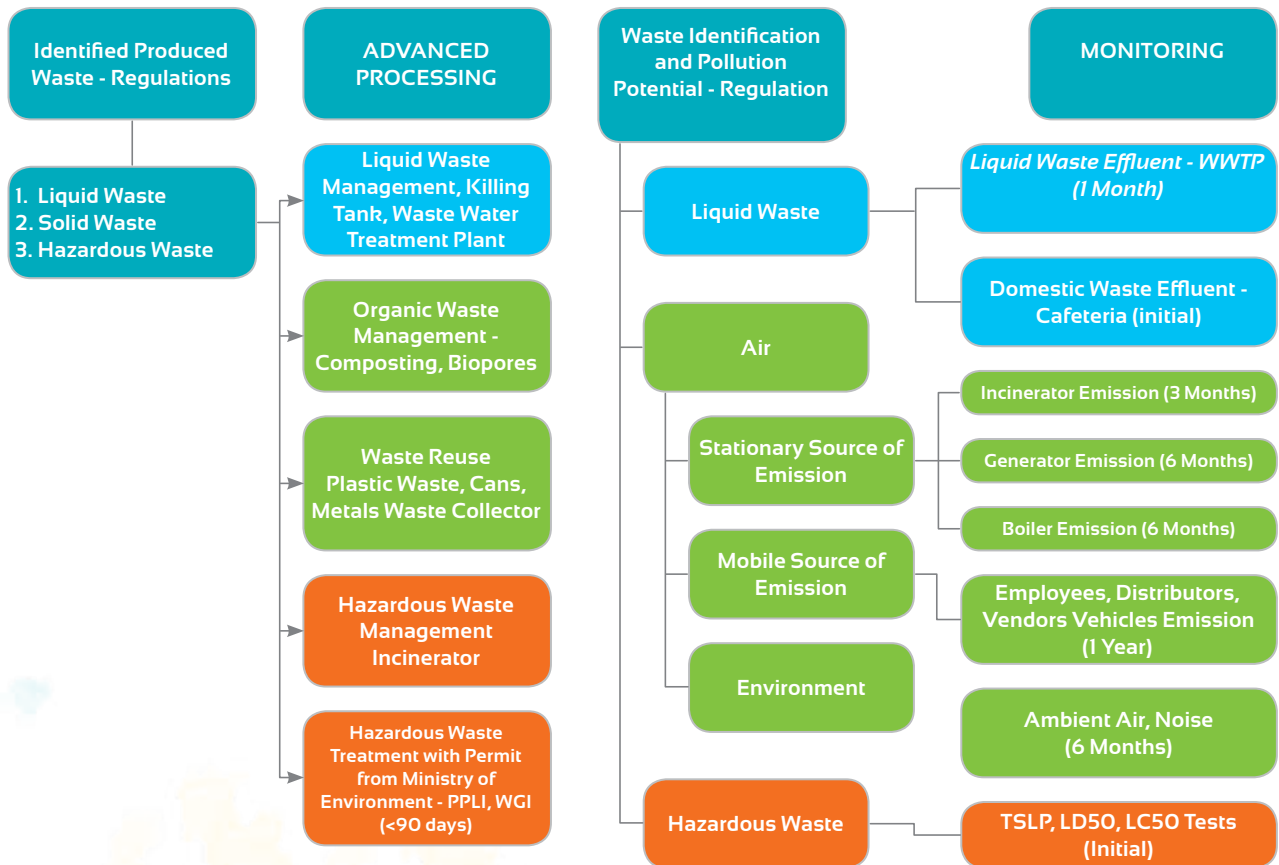 Identified Produced
Waste - Regulations
1. Liquid Waste
2. Solid Waste
3. Hazardous Waste
ADVANCED
PROCESSING
Liquid Waste
Management, Killing
Tank, Waste Water
Treatment Plant
Organic Waste
Management -
Composting, Biopores
Waste Reuse
Plastic Waste, Cans,
Metals Waste Collector
Hazardous Waste
Management
Incinerator
Hazardous Waste
Treatment with Permit
from Ministry of
Environment - PPLI, WGI
(<90 days)
Waste Identification
and Pollution
Potential - Regulation
Liquid Waste
Air
Stationary Source of
Emission
Mobile Source of
Emission
Environment
Hazardous Waste
MONITORING
Liquid Waste Effluent - WWTP
(1 Month)
Domestic Waste Effluent -
Cafeteria (initial)
Incinerator Emission (3 Months)
Generator Emission (6 Months)
Boiler Emission (6 Months)
Employees, Distributors,
Vendors Vehicles Emission
(1 Year)
Ambient Air, Noise
(6 Months)
TSLP, LD50, LC50 Tests
(Initial)